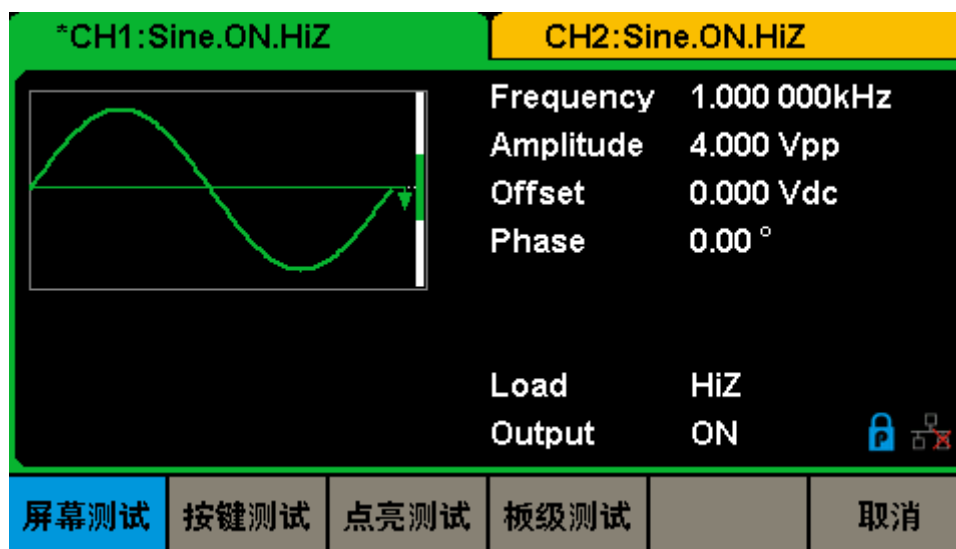 *CH1:Sine.ON.HiZ
CH2:Sine.ON.HiZ
Frequency 1.000 000kHz
Amplitude 4.000 Vpp
Offset 0.000 Vdc
Phase 0.00 °
Load HiZ
Output ON
P
屏幕测试 按键测试 点亮测试 板级测试 取消